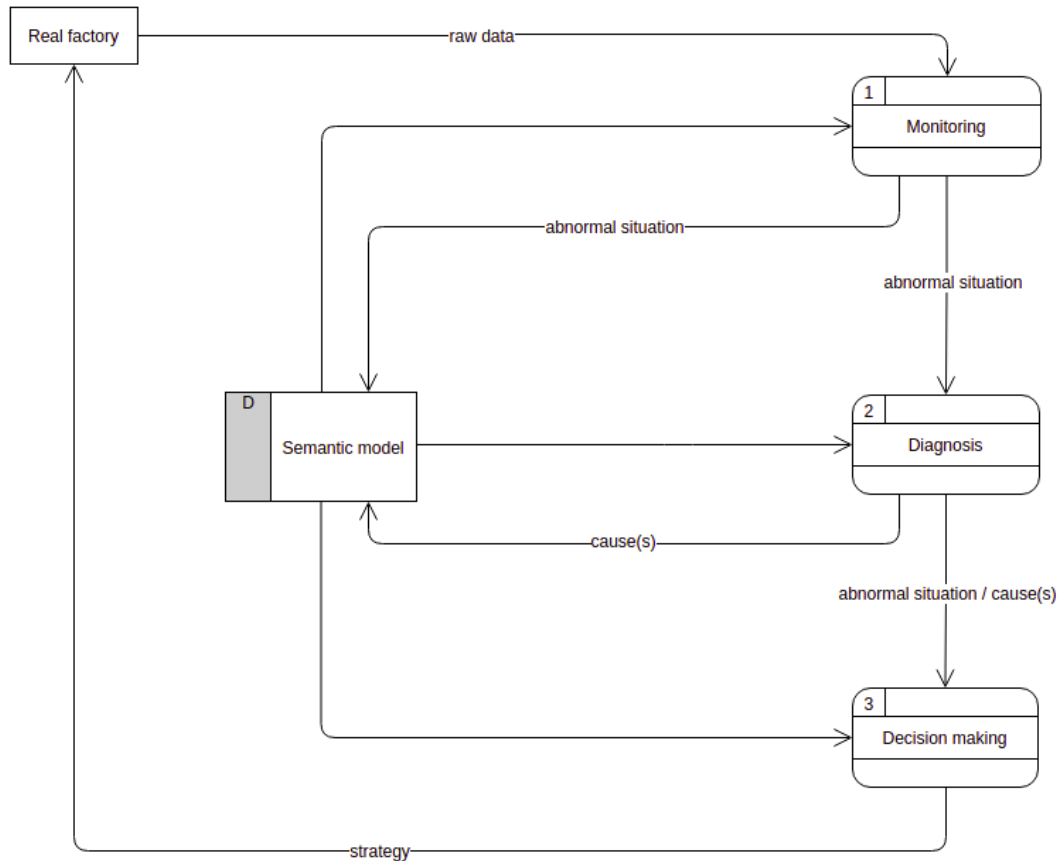 Real factory
raw data
1
Monitoring
abnormal situation
abnormal situation
D
Semantic model
2
Diagnosis
cause(s)
abnormal situation / cause(s)
3
Decision making
strategy